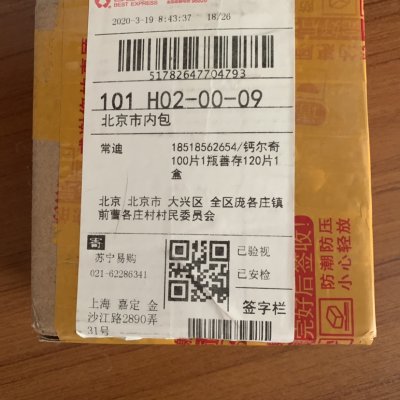 BEST EXPRESS
2020-3-19 8:43:37 18/26
51782647704793
101 H02-00-09
北京市内包
常迪
18518562654/钙尔奇
100片1瓶善存120片1
盒
北京 北京市 大兴区 全区庞各庄镇
前曹各庄村村民委员会
寄
苏宁易购
021-62286341
已验视
已安检
上海 嘉定 金
沙江路2890弄
31号
签字栏
完好后签收!
防潮防压
小心轻放